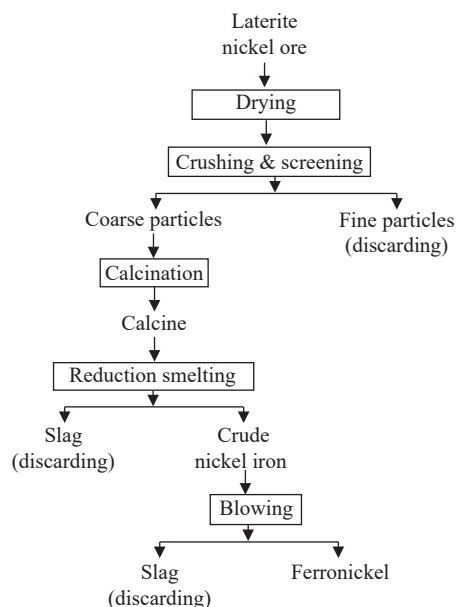 Laterite
nickel ore
Drying
Crushing & screening
Coarse particles
Fine particles
(discarding)
Calcination
Calcine
Reduction smelting
Slag
(discarding)
Crude
nickel iron
Blowing
Slag
(discarding)
Ferronickel